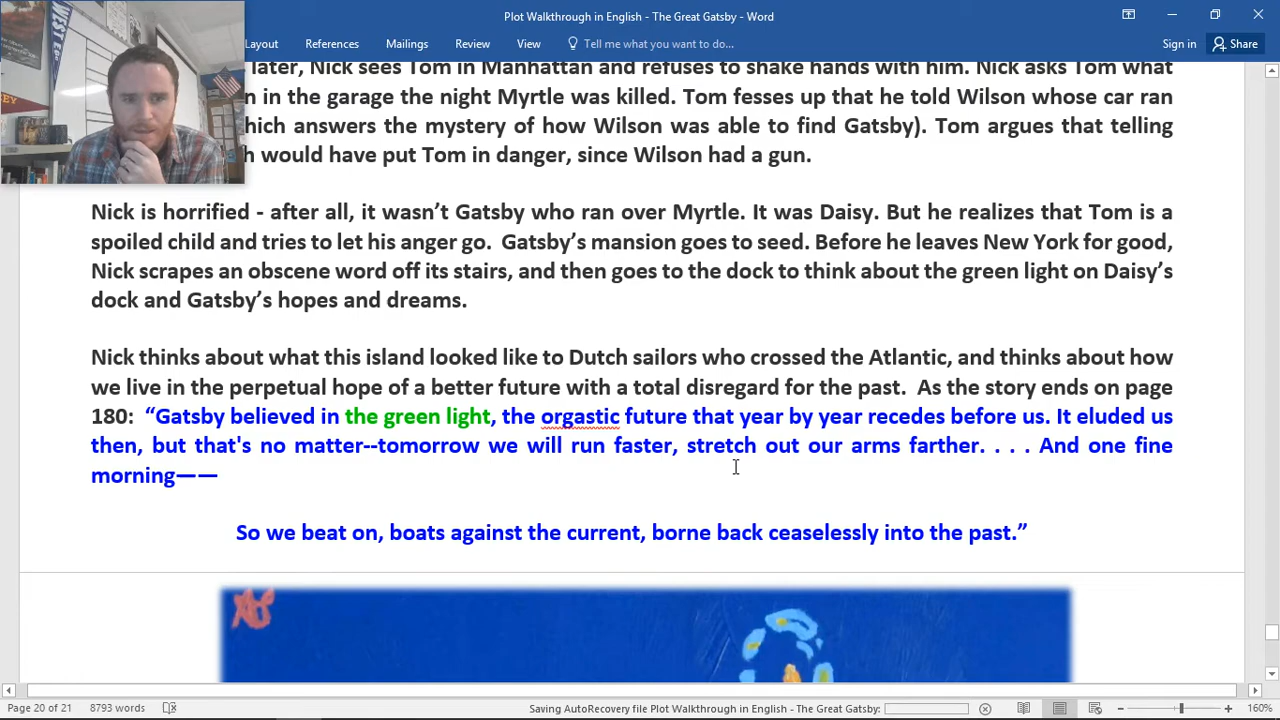 Plot Walkthrough in English - The Great Gatsby - Word
Layout References Mailings Review View Tell me what you want to do... Sign in Share
later, Nick sees Tom in Manhattan and refuses to shake hands with him. Nick asks Tom what
n in the garage the night Myrtle was killed. Tom fesses up that he told Wilson whose car ran
hich answers the mystery of how Wilson was able to find Gatsby). Tom argues that telling
h would have put Tom in danger, since Wilson had a gun.
Nick is horrified - after all, it wasn’t Gatsby who ran over Myrtle. It was Daisy. But he realizes that Tom is a
spoiled child and tries to let his anger go. Gatsby’s mansion goes to seed. Before he leaves New York for good,
Nick scrapes an obscene word off its stairs, and then goes to the dock to think about the green light on Daisy’s
dock and Gatsby’s hopes and dreams.
Nick thinks about what this island looked like to Dutch sailors who crossed the Atlantic, and thinks about how
we live in the perpetual hope of a better future with a total disregard for the past. As the story ends on page
180: “Gatsby believed in the green light, the orgastic future that year by year recedes before us. It eluded us
then, but that's no matter--tomorrow we will run faster, stretch out our arms farther. . . . And one fine
morning——
So we beat on, boats against the current, borne back ceaselessly into the past.”
Page 20 of 21 8793 words Saving AutoRecovery file Plot Walkthrough in English - The Great Gatsby: 160%